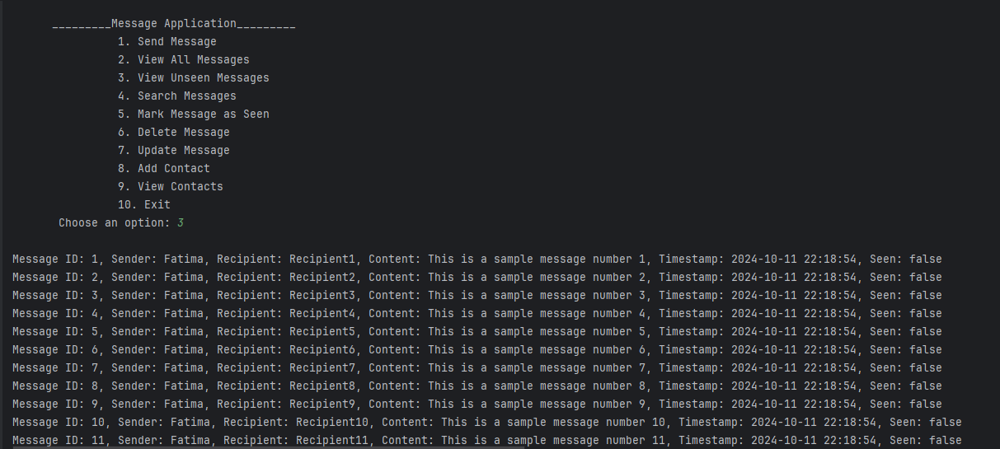 _________Message Application_________
1. Send Message
2. View All Messages
3. View Unseen Messages
4. Search Messages
5. Mark Message as Seen
6. Delete Message
7. Update Message
8. Add Contact
9. View Contacts
10. Exit
Choose an option: 3
Message ID: 1, Sender: Fatima, Recipient: Recipient1, Content: This is a sample message number 1, Timestamp: 2024-10-11 22:18:54, Seen: false
Message ID: 2, Sender: Fatima, Recipient: Recipient2, Content: This is a sample message number 2, Timestamp: 2024-10-11 22:18:54, Seen: false
Message ID: 3, Sender: Fatima, Recipient: Recipient3, Content: This is a sample message number 3, Timestamp: 2024-10-11 22:18:54, Seen: false
Message ID: 4, Sender: Fatima, Recipient: Recipient4, Content: This is a sample message number 4, Timestamp: 2024-10-11 22:18:54, Seen: false
Message ID: 5, Sender: Fatima, Recipient: Recipient5, Content: This is a sample message number 5, Timestamp: 2024-10-11 22:18:54, Seen: false
Message ID: 6, Sender: Fatima, Recipient: Recipient6, Content: This is a sample message number 6, Timestamp: 2024-10-11 22:18:54, Seen: false
Message ID: 7, Sender: Fatima, Recipient: Recipient7, Content: This is a sample message number 7, Timestamp: 2024-10-11 22:18:54, Seen: false
Message ID: 8, Sender: Fatima, Recipient: Recipient8, Content: This is a sample message number 8, Timestamp: 2024-10-11 22:18:54, Seen: false
Message ID: 9, Sender: Fatima, Recipient: Recipient9, Content: This is a sample message number 9, Timestamp: 2024-10-11 22:18:54, Seen: false
Message ID: 10, Sender: Fatima, Recipient: Recipient10, Content: This is a sample message number 10, Timestamp: 2024-10-11 22:18:54, Seen: false
Message ID: 11, Sender: Fatima, Recipient: Recipient11, Content: This is a sample message number 11, Timestamp: 2024-10-11 22:18:54, Seen: false